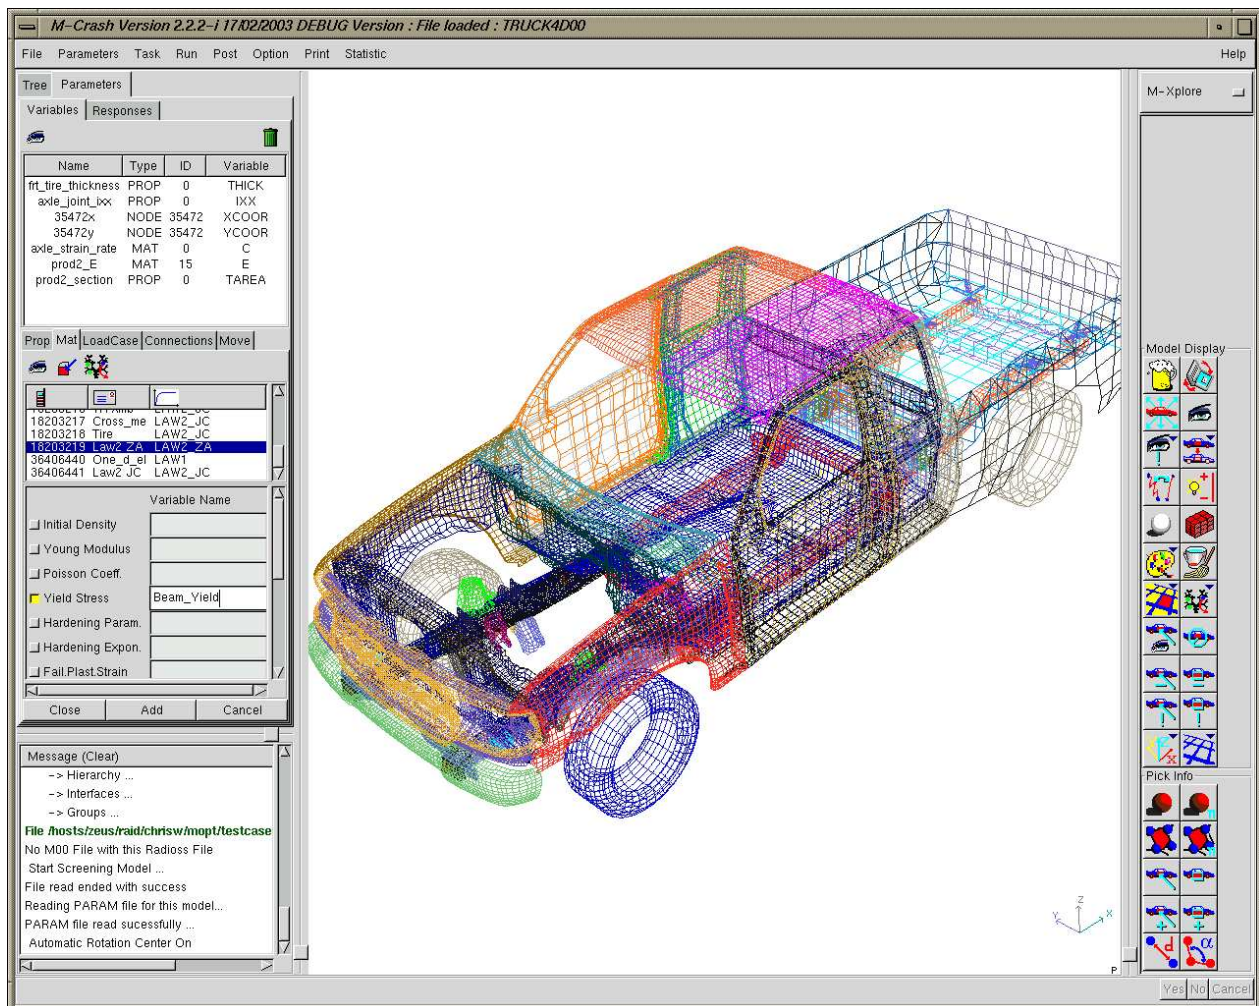 M-Crash Version 2.2.2-i 17/02/2003 DEBUG Version : File loaded : TRUCK4D00
File Parameters Task Run Post Option Print Statistic Help
Tree Parameters
Variables Responses
Name Type ID Variable
frt_tire_thickness PROP 0 THICK
axle_joint_ixx PROP 0 IXX
35472x NODE 35472 XCOOR
35472y NODE 35472 YCOOR
axle_strain_rate MAT 0 C
prod2_E MAT 15 E
prod2_section PROP 0 TAREA
Prop Mat LoadCase Connections Move
18203217 Cross_me LAW2_JC
18203218 Tire LAW2_JC
18203219 Law2 ZA LAW2_ZA
36406440 One_d_el LAW1
36406441 Law2 JC LAW2_JC
Variable Name
Initial Density
Young Modulus
Poisson Coeff.
Yield Stress Beam_Yield
Hardening Param.
Hardening Expon.
Fail.Plast.Strain
Close Add Cancel
Message (Clear)
-> Hierarchy ...
-> Interfaces ...
-> Groups ...
File /hosts/zeus/raid/chrisw/mopt/testcase
No M00 File with this Radioss File
Start Screening Model ...
File read ended with success
Reading PARAM file for this model...
PARAM file read sucessfully ...
Automatic Rotation Center On
Z
Y X
P
M-Xplore
Model Display
Pick Info
n
d α
Yes No Cancel